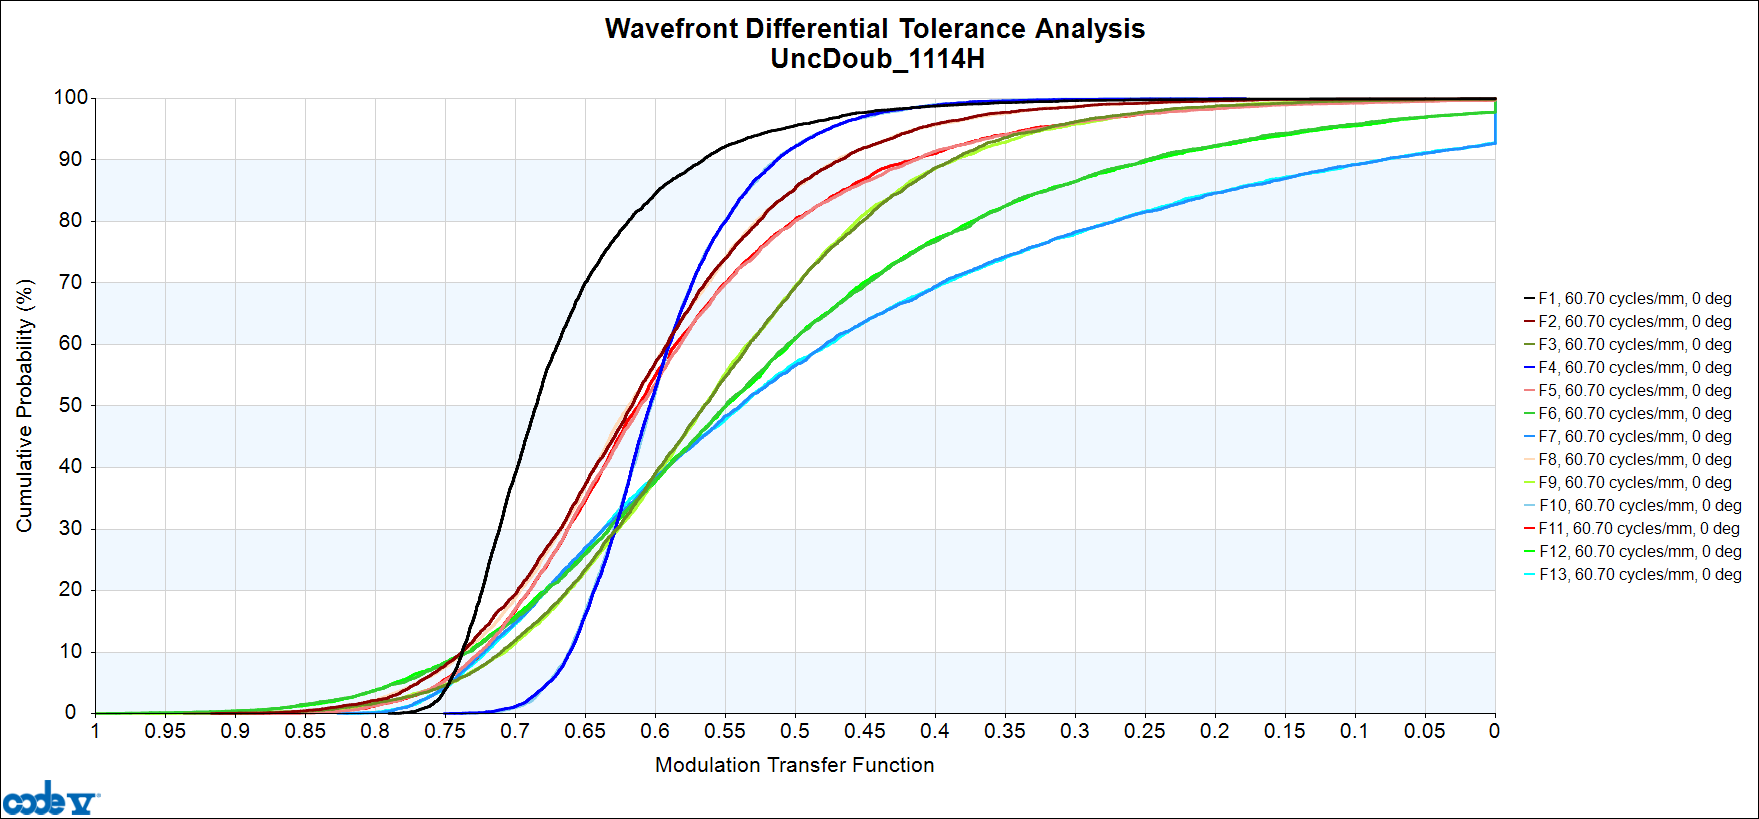 Wavefront Differential Tolerance Analysis
UncDoub_1114H
Cumulative Probability (%)
100
90
80
70
60
50
40
30
20
10
0
1 0.95 0.9 0.85 0.8 0.75 0.7 0.65 0.6 0.55 0.5 0.45 0.4 0.35 0.3 0.25 0.2 0.15 0.1 0.05 0
Modulation Transfer Function
F1, 60.70 cycles/mm, 0 deg
F2, 60.70 cycles/mm, 0 deg
F3, 60.70 cycles/mm, 0 deg
F4, 60.70 cycles/mm, 0 deg
F5, 60.70 cycles/mm, 0 deg
F6, 60.70 cycles/mm, 0 deg
F7, 60.70 cycles/mm, 0 deg
F8, 60.70 cycles/mm, 0 deg
F9, 60.70 cycles/mm, 0 deg
F10, 60.70 cycles/mm, 0 deg
F11, 60.70 cycles/mm, 0 deg
F12, 60.70 cycles/mm, 0 deg
F13, 60.70 cycles/mm, 0 deg
code V